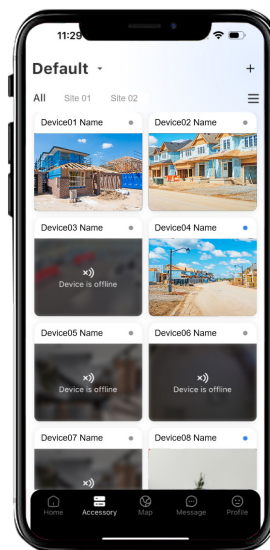 11:29
Default
+
All Site 01 Site 02
Device01 Name Device02 Name
Device03 Name Device04 Name
Device is offline
Device05 Name Device06 Name
Device is offline Device is offline
Device07 Name Device08 Name
Home Accessory Map Message Profile